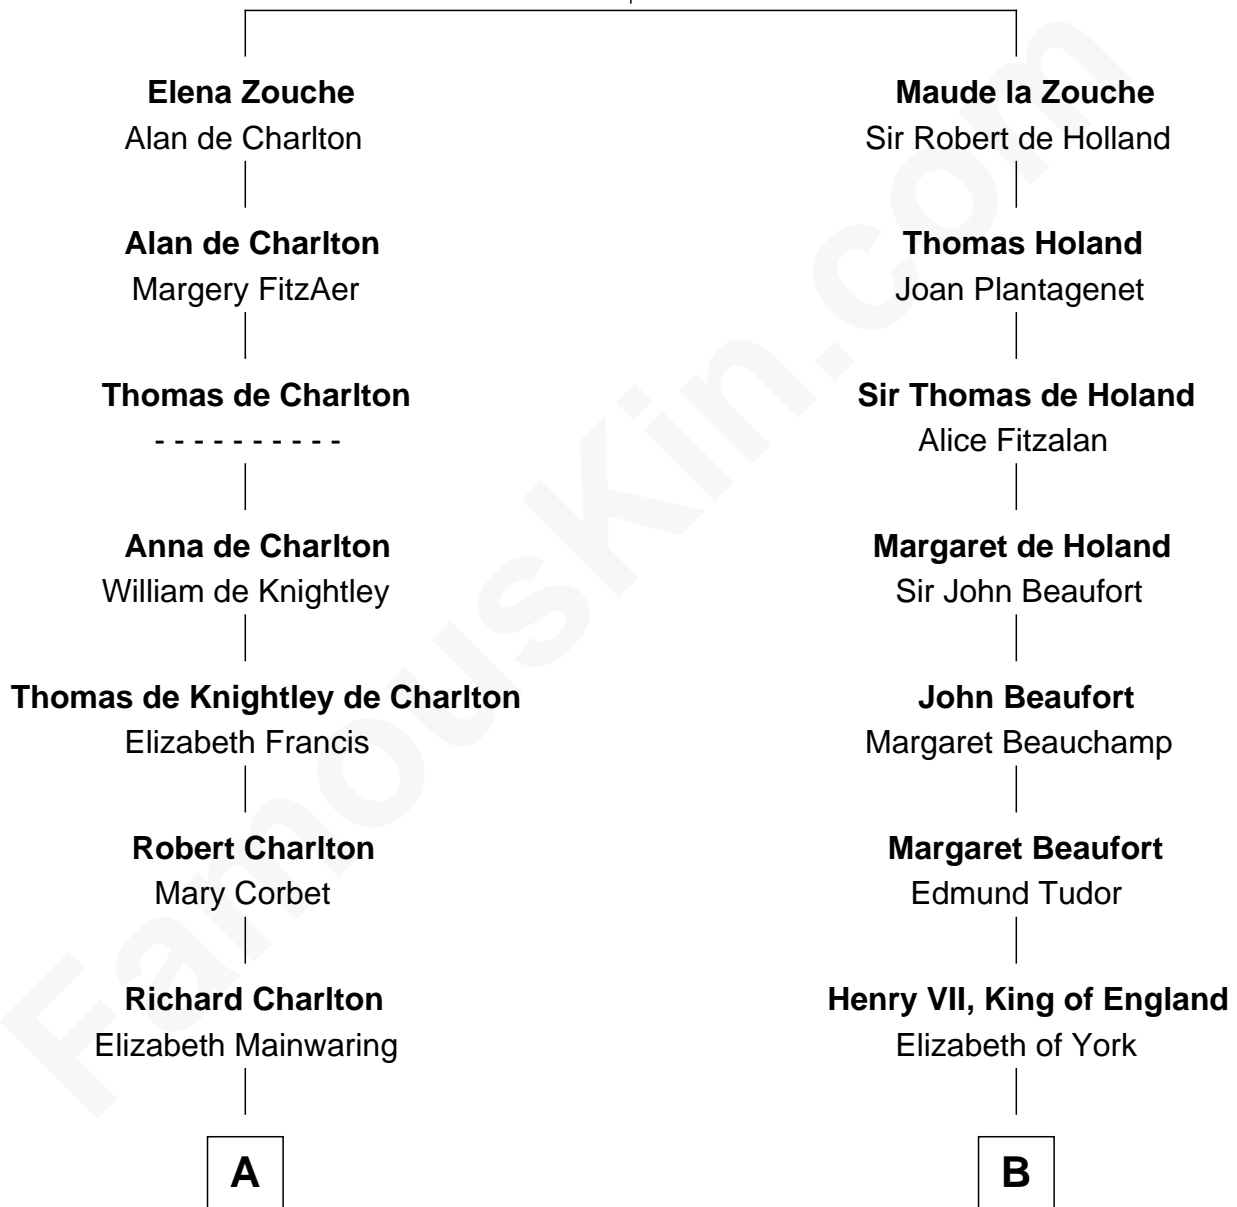 Elena Zouche
Alan de Charlton
Maude la Zouche
Sir Robert de Holland
Alan de Charlton
Margery FitzAer
Thomas Holand
Joan Plantagenet
Thomas de Charlton
- - - - - - - - - -
Sir Thomas de Holand
Alice Fitzalan
Anna de Charlton
William de Knightley
Margaret de Holand
Sir John Beaufort
Thomas de Knightley de Charlton
Elizabeth Francis
John Beaufort
Margaret Beauchamp
Robert Charlton
Mary Corbet
Margaret Beaufort
Edmund Tudor
Richard Charlton
Elizabeth Mainwaring
Henry VII, King of England
Elizabeth of York
A
B
FamousKin.com